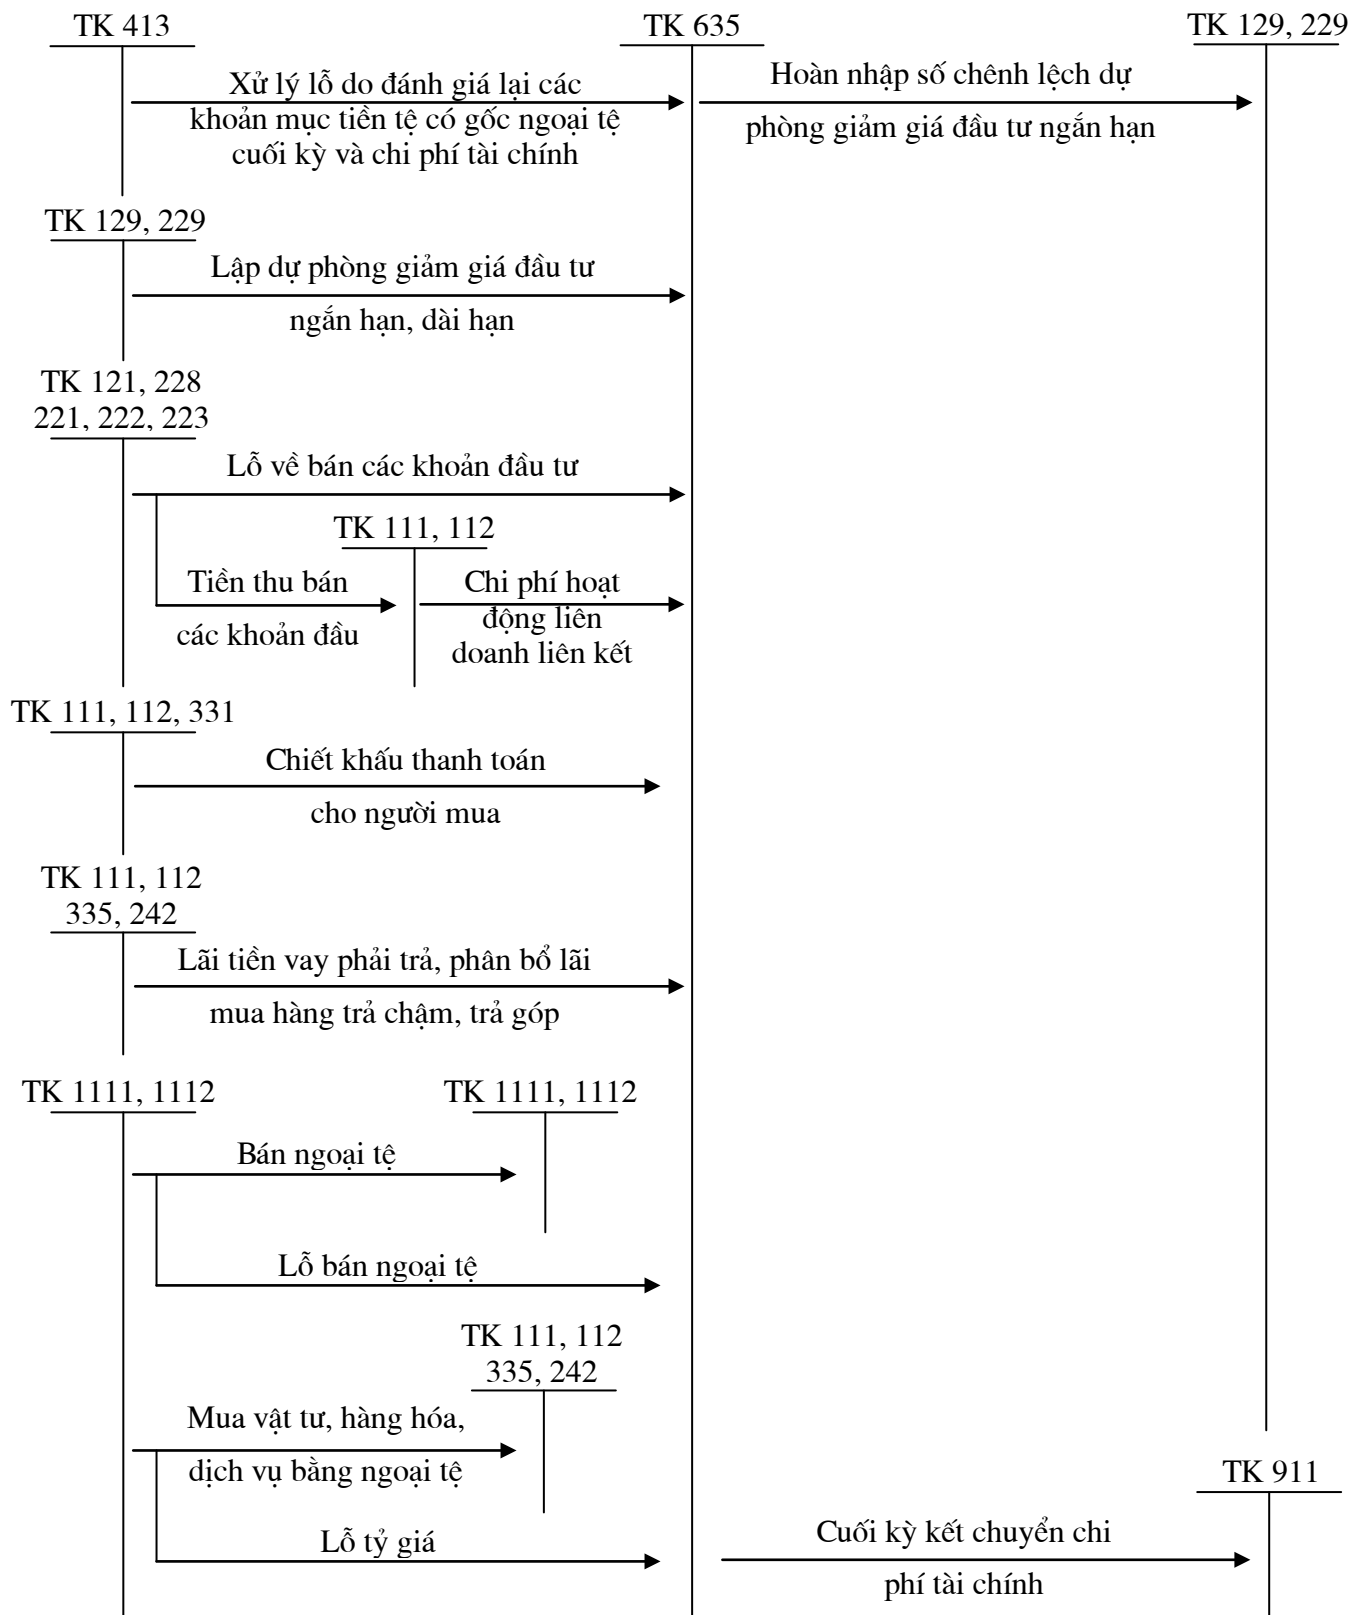 TK 413
TK 635
TK 129, 229
Xử lý lỗ do đánh giá lại các
khoản mục tiền tệ có gốc ngoại tệ
cuối kỳ và chi phí tài chính
Hoàn nhập số chênh lệch dự
phòng giảm giá đầu tư ngắn hạn
TK 129, 229
Lập dự phòng giảm giá đầu tư
ngắn hạn, dài hạn
TK 121, 228
221, 222, 223
Lỗ về bán các khoản đầu tư
TK 111, 112
Tiền thu bán
các khoản đầu
Chi phí hoạt
động liên
doanh liên kết
TK 111, 112, 331
Chiết khấu thanh toán
cho người mua
TK 111, 112
335, 242
Lãi tiền vay phải trả, phân bổ lãi
mua hàng trả chậm, trả góp
TK 1111, 1112
TK 1111, 1112
Bán ngoại tệ
Lỗ bán ngoại tệ
TK 111, 112
335, 242
Mua vật tư, hàng hóa,
dịch vụ bằng ngoại tệ
Lỗ tỷ giá
TK 911
Cuối kỳ kết chuyển chi
phí tài chính